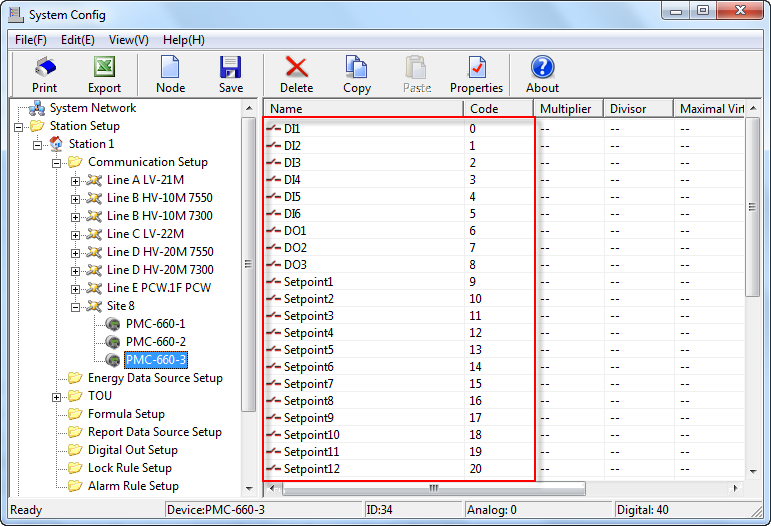 System Config
File(F) Edit(E) View(V) Help(H)
Print Export Node Save Delete Copy Paste Properties About
System Network
Station Setup
Station 1
Communication Setup
Line A LV-21M
Line B HV-10M 7550
Line B HV-10M 7300
Line C LV-22M
Line D HV-20M 7550
Line D HV-20M 7300
Line E PCW.1F PCW
Site 8
PMC-660-1
PMC-660-2
PMC-660-3
Energy Data Source Setup
TOU
Formula Setup
Report Data Source Setup
Digital Out Setup
Lock Rule Setup
Alarm Rule Setup
Name Code Multiplier Divisor Maximal Virt
DI1 0 -- -- --
DI2 1 -- -- --
DI3 2 -- -- --
DI4 3 -- -- --
DI5 4 -- -- --
DI6 5 -- -- --
DO1 6 -- -- --
DO2 7 -- -- --
DO3 8 -- -- --
Setpoint1 9 -- -- --
Setpoint2 10 -- -- --
Setpoint3 11 -- -- --
Setpoint4 12 -- -- --
Setpoint5 13 -- -- --
Setpoint6 14 -- -- --
Setpoint7 15 -- -- --
Setpoint8 16 -- -- --
Setpoint9 17 -- -- --
Setpoint10 18 -- -- --
Setpoint11 19 -- -- --
Setpoint12 20 -- -- --
Ready Device:PMC-660-3 ID:34 Analog: 0 Digital: 40